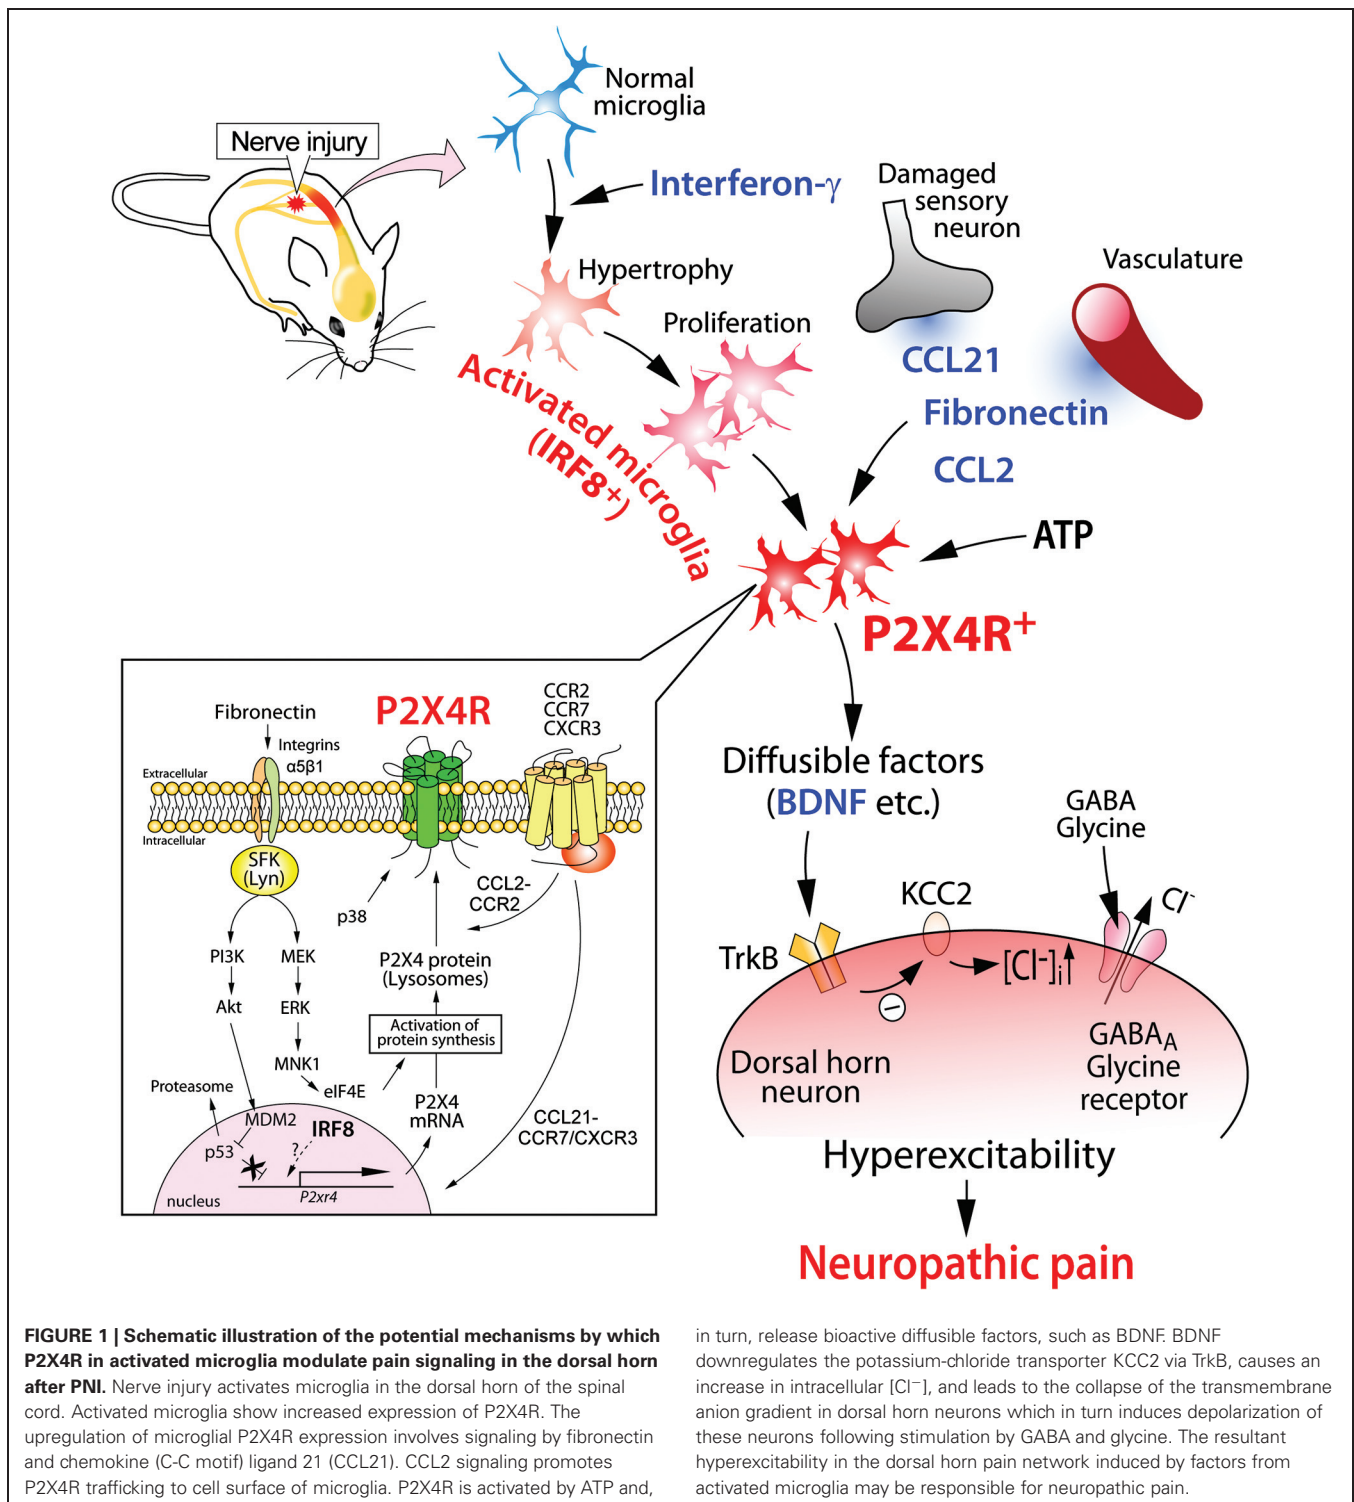 Normal
microglia
Nerve injury
Interferon-γ
Damaged
sensory
neuron
Vasculature
Hypertrophy
Proliferation
CCL21
Fibronectin
CCL2
Activated microglia
(IRF8+)
ATP
P2X4R+
Fibronectin
Integrins
α5β1
P2X4R
CCR2
CCR7
CXCR3
Extracellular
Intracellular
SFK
(Lyn)
p38
CCL2-
CCR2
PI3K
MEK
P2X4 protein
(Lysosomes)
Akt
ERK
Activation of
protein synthesis
MNK1
Proteasome
eIF4E
P2X4
mRNA
MDM2
IRF8
p53
?
CCL21-
CCR7/CXCR3
P2xr4
nucleus
Diffusible factors
(BDNF etc.)
GABA
Glycine
KCC2
Cl-
TrkB
[Cl-]i
−
GABAA
Glycine
receptor
Dorsal horn
neuron
Hyperexcitability
Neuropathic pain
FIGURE 1 | Schematic illustration of the potential mechanisms by which
P2X4R in activated microglia modulate pain signaling in the dorsal horn
after PNI. Nerve injury activates microglia in the dorsal horn of the spinal
cord. Activated microglia show increased expression of P2X4R. The
upregulation of microglial P2X4R expression involves signaling by fibronectin
and chemokine (C-C motif) ligand 21 (CCL21). CCL2 signaling promotes
P2X4R trafficking to cell surface of microglia. P2X4R is activated by ATP and,
in turn, release bioactive diffusible factors, such as BDNF. BDNF
downregulates the potassium-chloride transporter KCC2 via TrkB, causes an
increase in intracellular [Cl−], and leads to the collapse of the transmembrane
anion gradient in dorsal horn neurons which in turn induces depolarization of
these neurons following stimulation by GABA and glycine. The resultant
hyperexcitability in the dorsal horn pain network induced by factors from
activated microglia may be responsible for neuropathic pain.